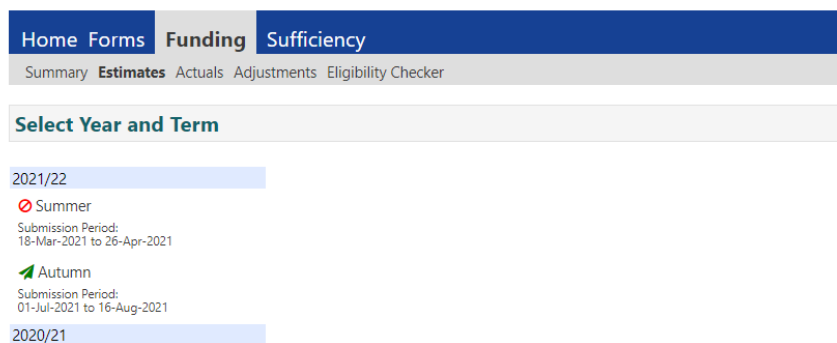 Home Forms Funding Sufficiency
Summary Estimates Actuals Adjustments Eligibility Checker
Select Year and Term
2021/22
Summer
Submission Period:
18-Mar-2021 to 26-Apr-2021
Autumn
Submission Period:
01-Jul-2021 to 16-Aug-2021
2020/21